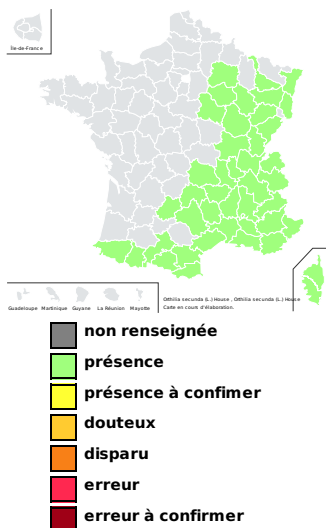 Île-de-France
Guadeloupe Martinique Guyane La Réunion Mayotte
Orthilia secunda (L.) House , Orthilia secunda (L.) House
Carte en cours d'élaboration.
non renseignée
présence
présence à confimer
douteux
disparu
erreur
erreur à confirmer